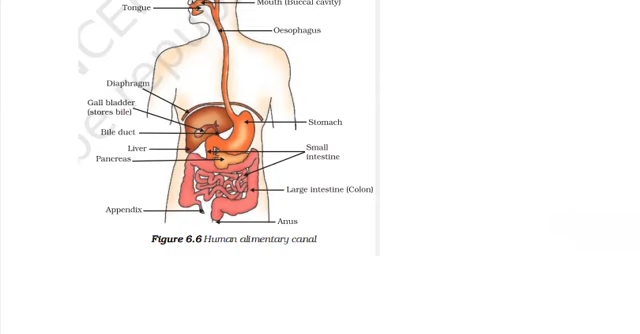 Mouth (Buccal cavity)
Tongue
Oesophagus
Diaphragm
Gall bladder
(stores bile)
Stomach
Bile duct
Liver
Small
intestine
Pancreas
Large intestine (Colon)
Appendix
Anus
Figure 6.6 Human alimentary canal